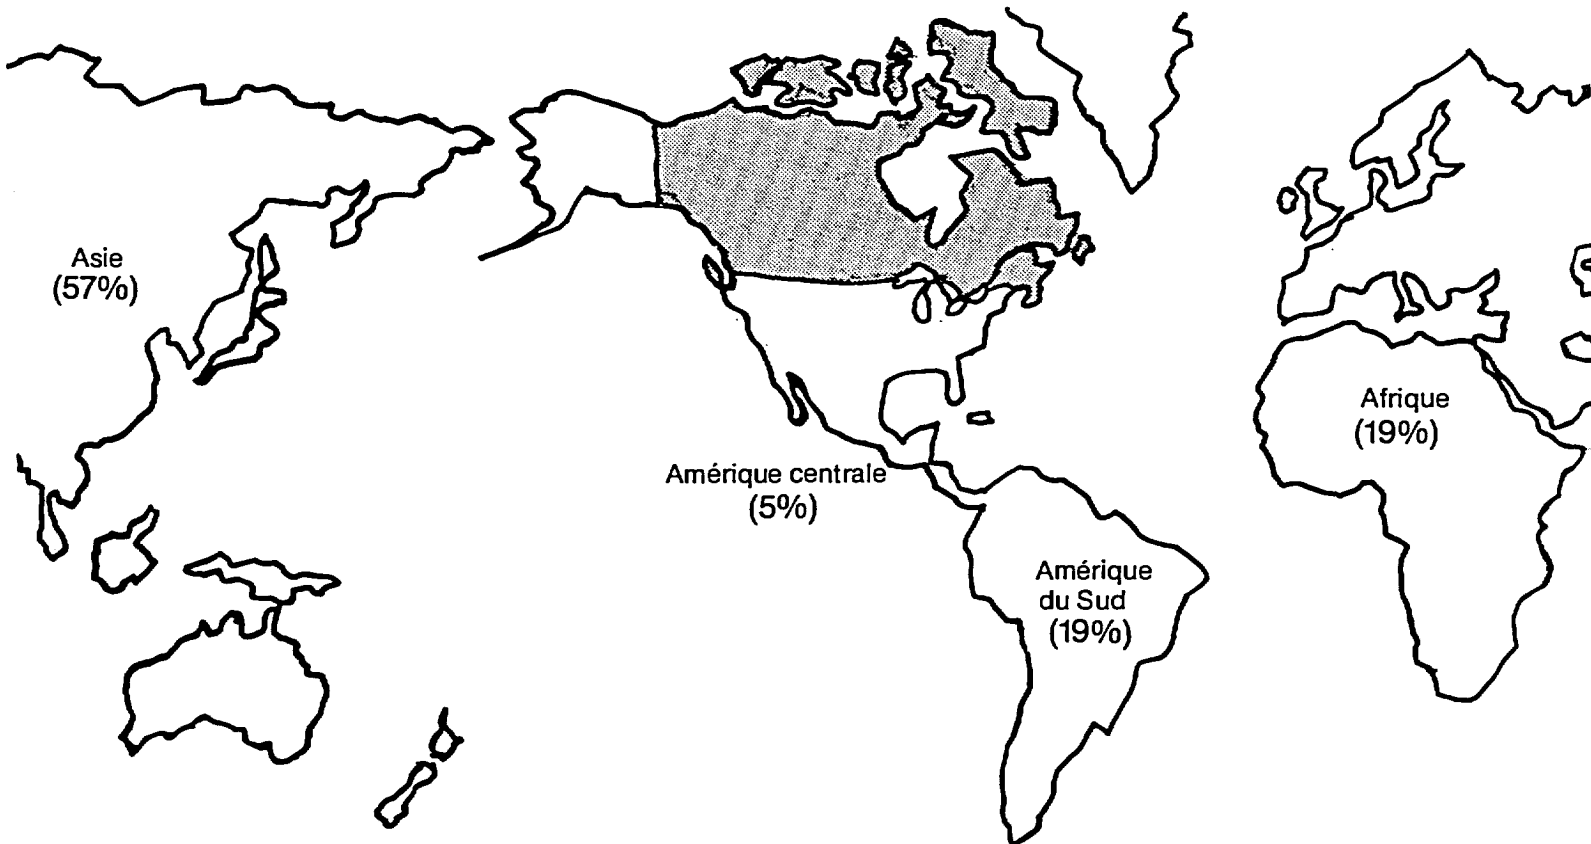 Asie
(57%)
Afrique
(19%)
Amérique centrale
(5%)
Amérique
du Sud
(19%)